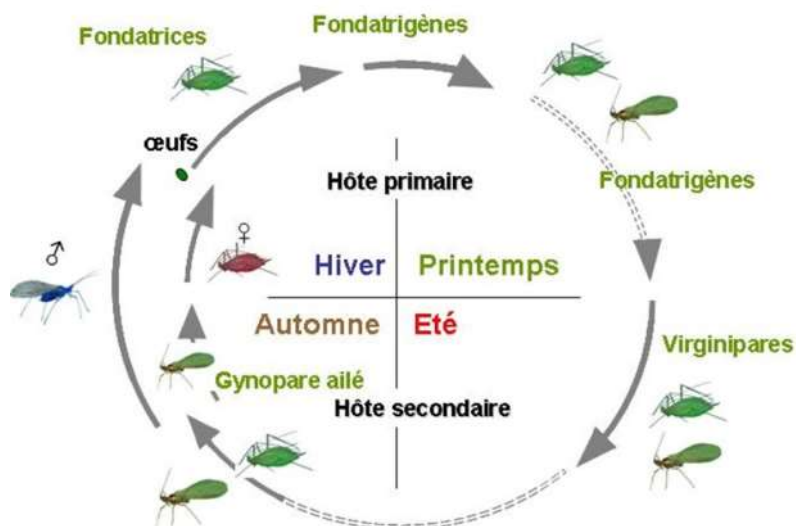 Fondatrices
Fondatrigènes
œufs
Hôte primaire
Fondatrigènes
♂
♀
Hiver
Printemps
Automne
Eté
Virginipares
Gynopare ailé
Hôte secondaire